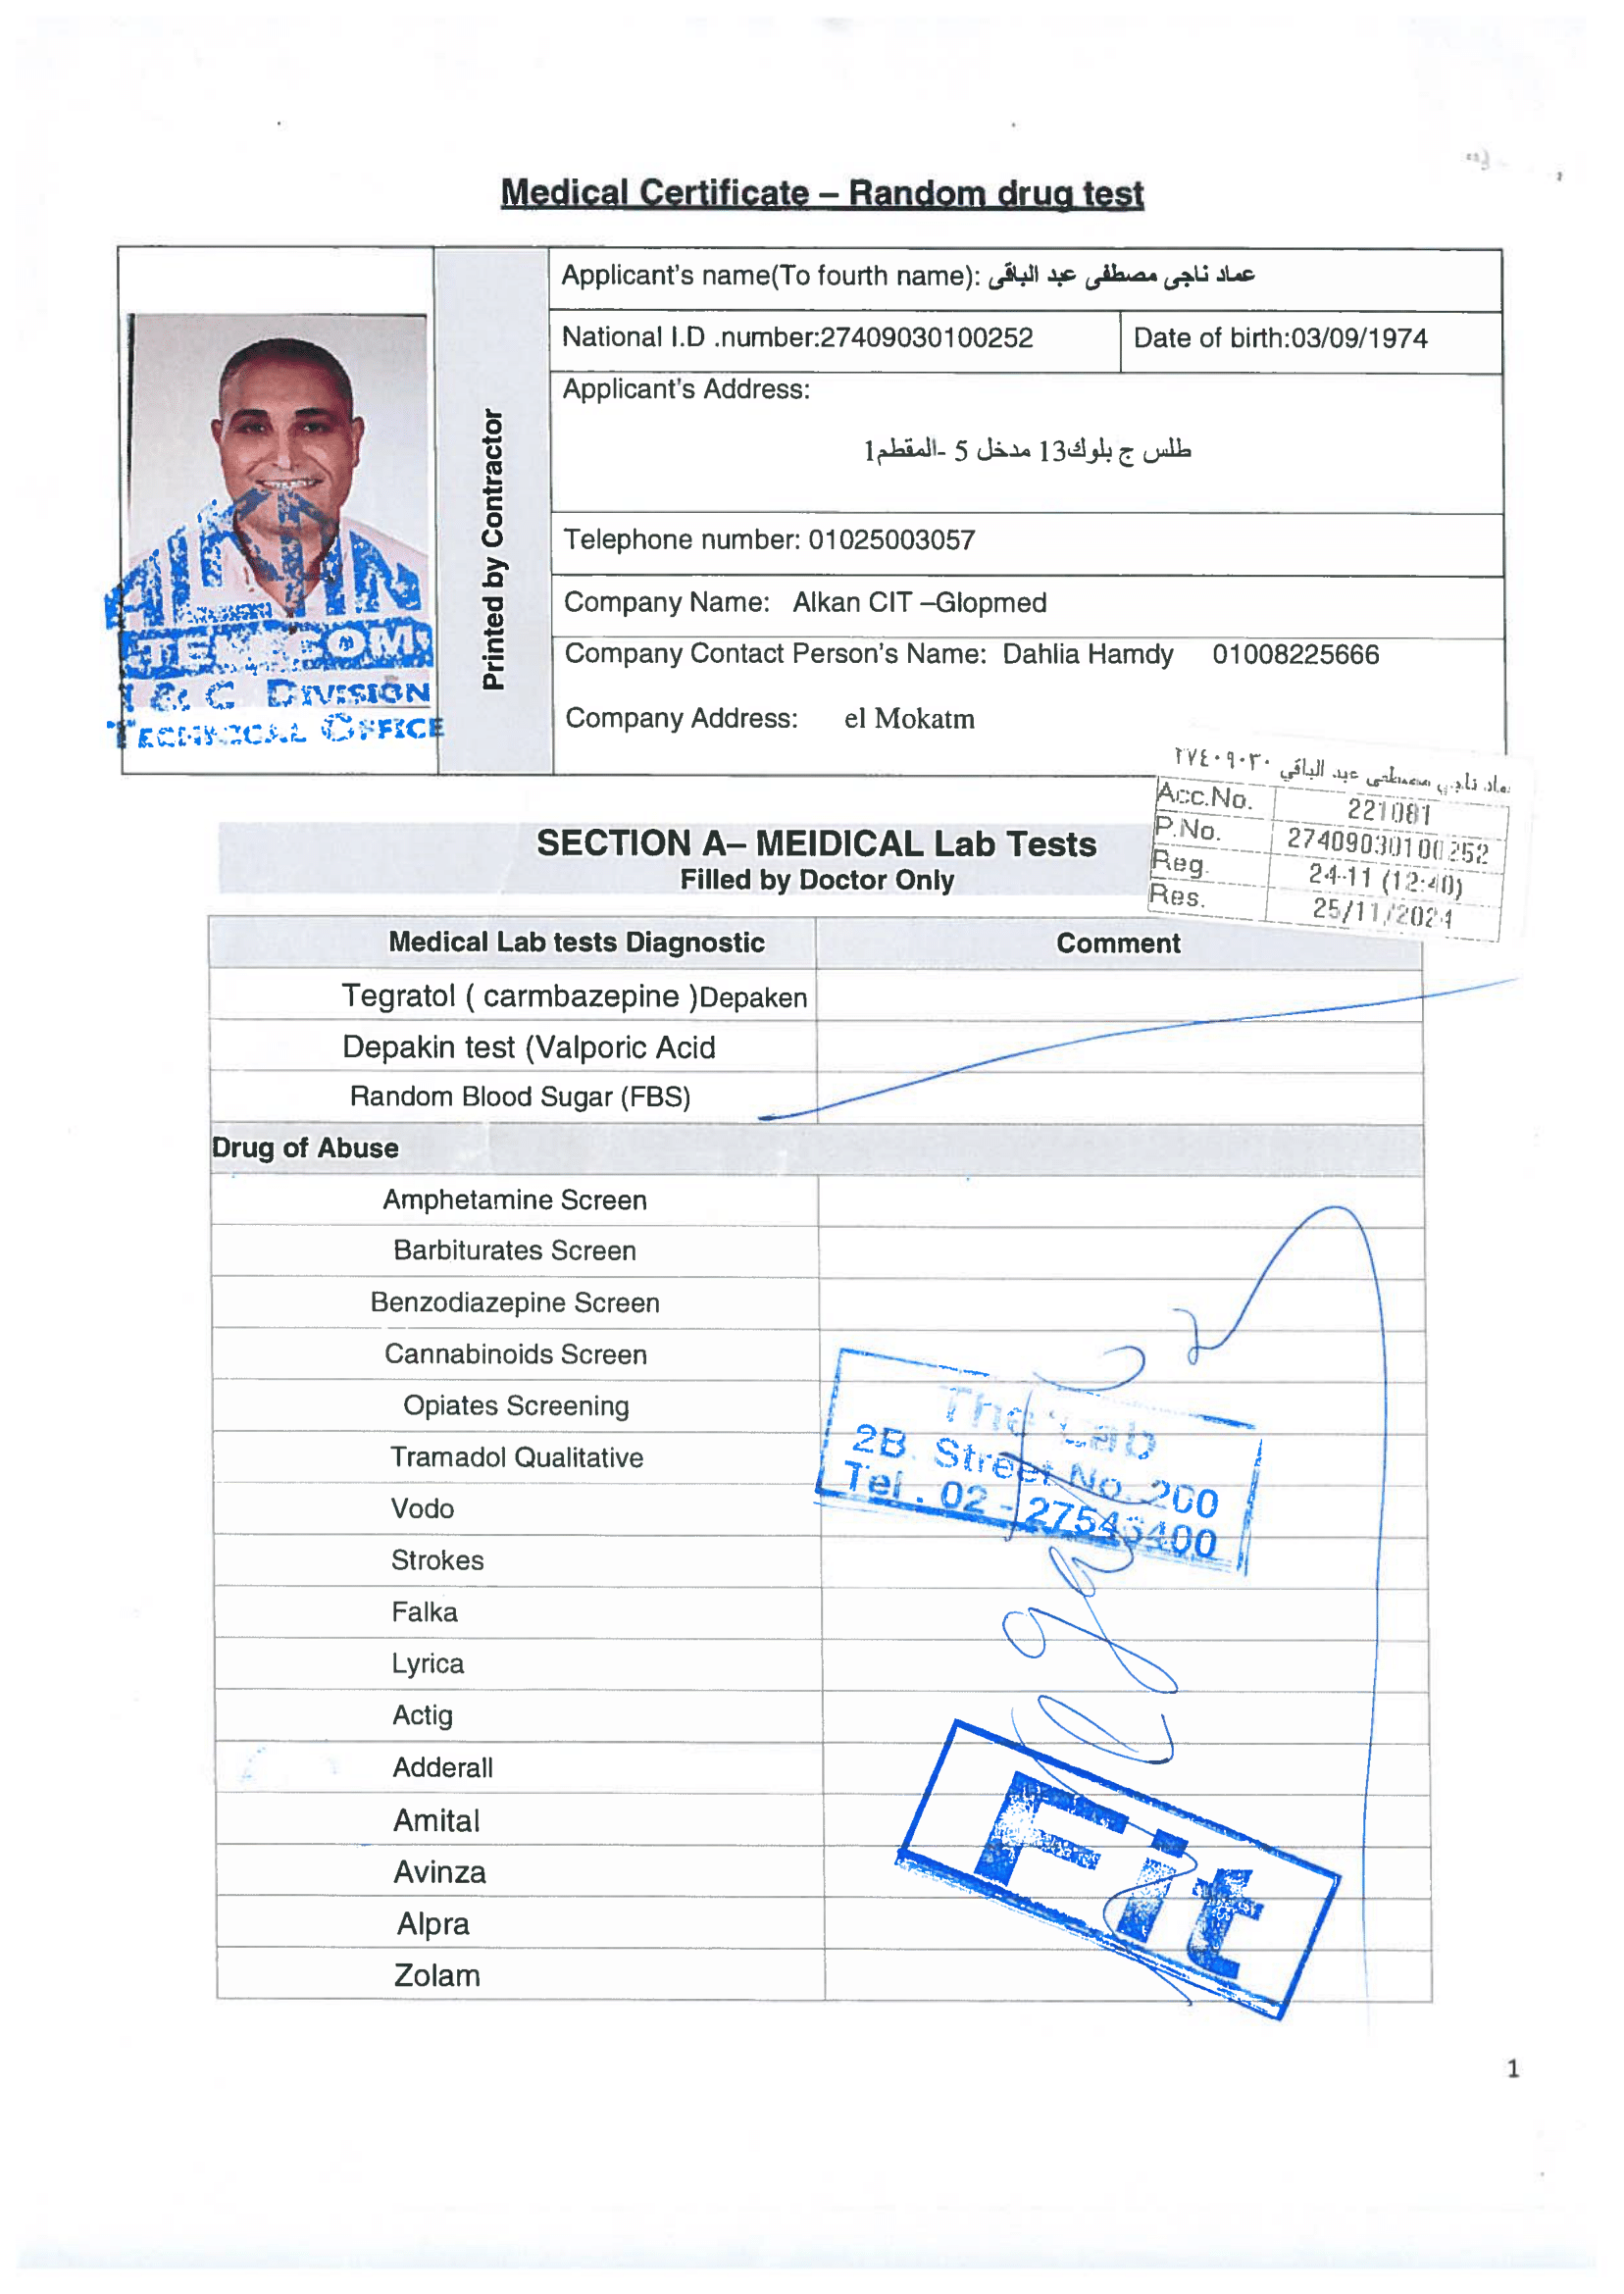 Medical Certificate – Random drug test
Printed by Contractor
Applicant's name(To fourth name): عماد ناجى مصطفى عبد الباقى
National I.D .number:27409030100252 Date of birth:03/09/1974
Applicant's Address:
طلس ج بلوك13 مدخل 5 -المقطم1
Telephone number: 01025003057
Company Name: Alkan CIT –Glopmed
Company Contact Person's Name: Dahlia Hamdy 01008225666
Company Address: el Mokatm
ALKAN
TELECOM
I & C DIVISION
TECHNICAL OFFICE
ناجي مصطفى عبد الباقي ٢٧٤٠٩٠٣٠
Acc.No. 221081
P.No. 27409030100252
Reg. 24-11 (12:40)
Res. 25/11/2024
SECTION A– MEIDICAL Lab Tests
Filled by Doctor Only
Medical Lab tests Diagnostic Comment
Tegratol ( carmbazepine )Depaken
Depakin test (Valporic Acid
Random Blood Sugar (FBS)
Drug of Abuse
Amphetamine Screen
Barbiturates Screen
Benzodiazepine Screen
Cannabinoids Screen
Opiates Screening
Tramadol Qualitative
Vodo
Strokes
Falka
Lyrica
Actig
Adderall
Amital
Avinza
Alpra
Zolam
The Lab
2B. Street No. 200
Tel . 02 - 27545400
Fit
1